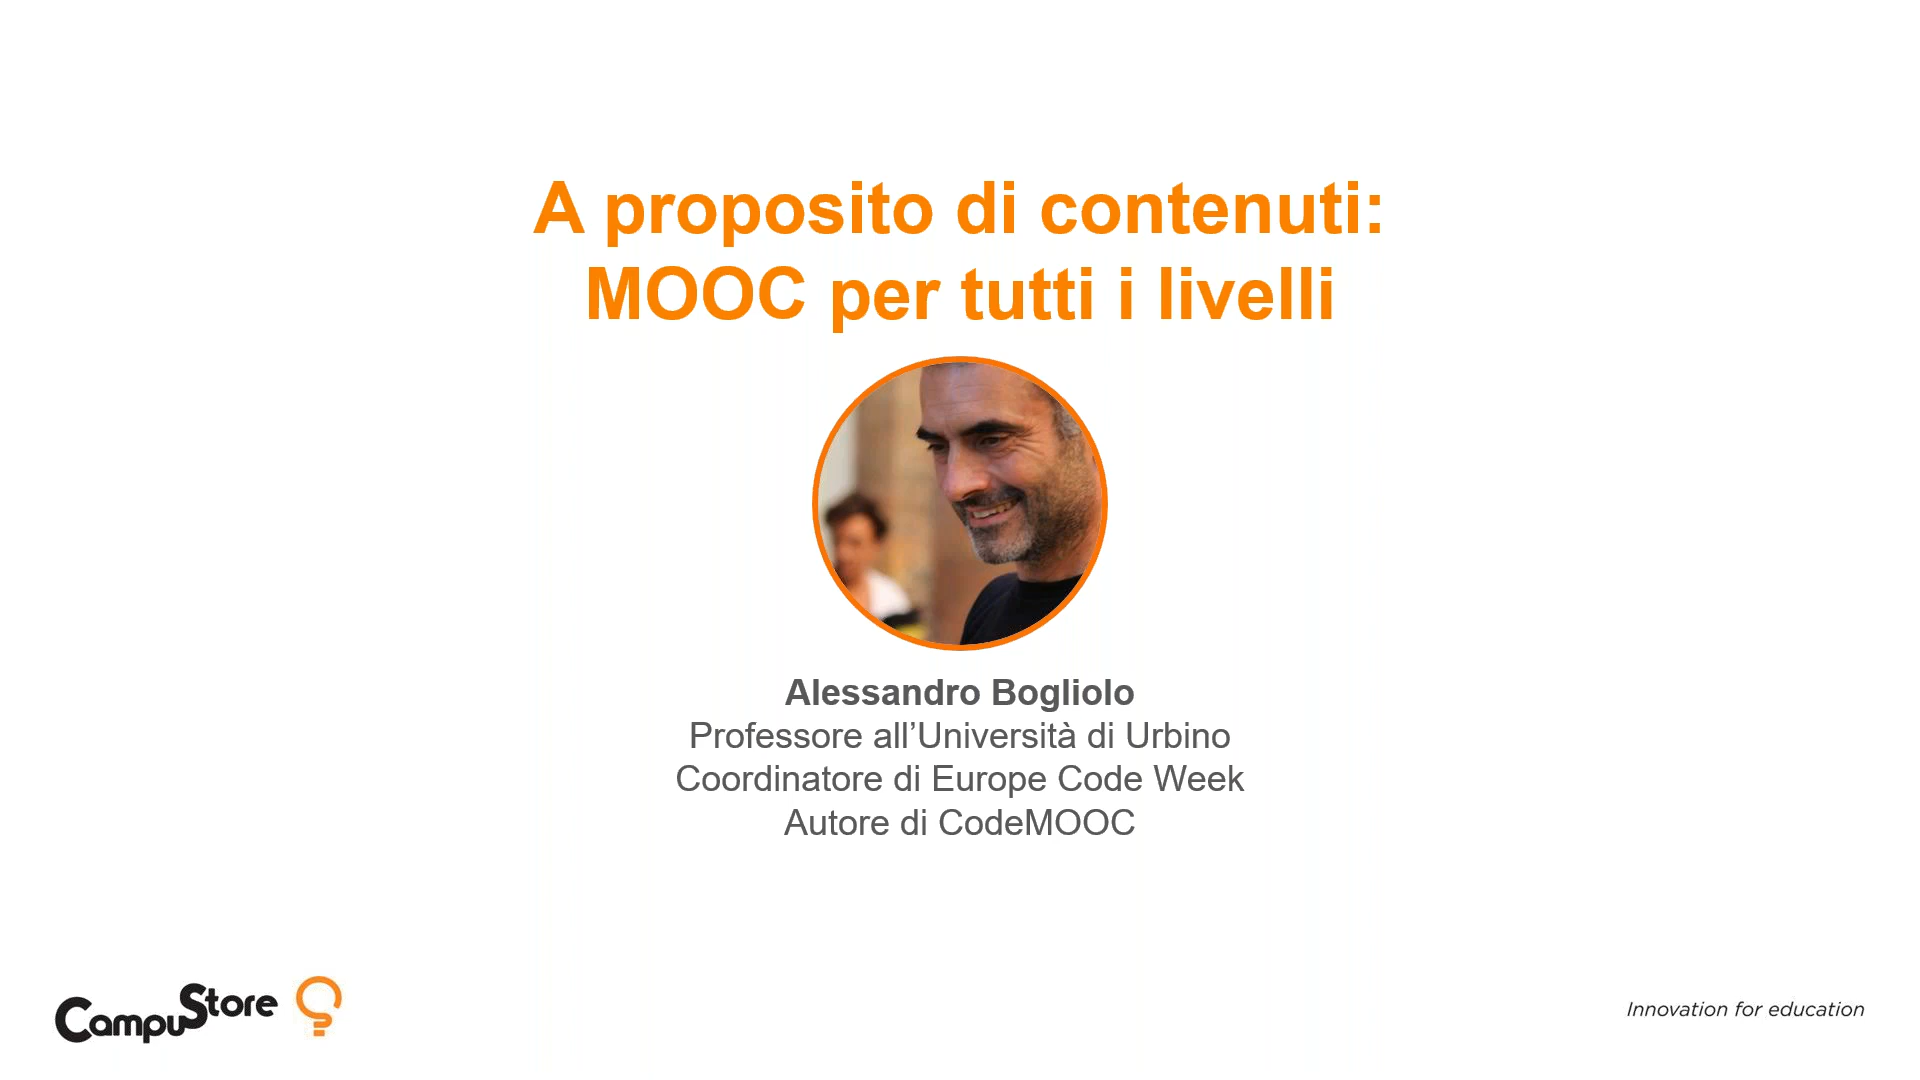 A proposito di contenuti:
MOOC per tutti i livelli
Alessandro Bogliolo
Professore all’Università di Urbino
Coordinatore di Europe Code Week
Autore di CodeMOOC
CampuStore
Innovation for education